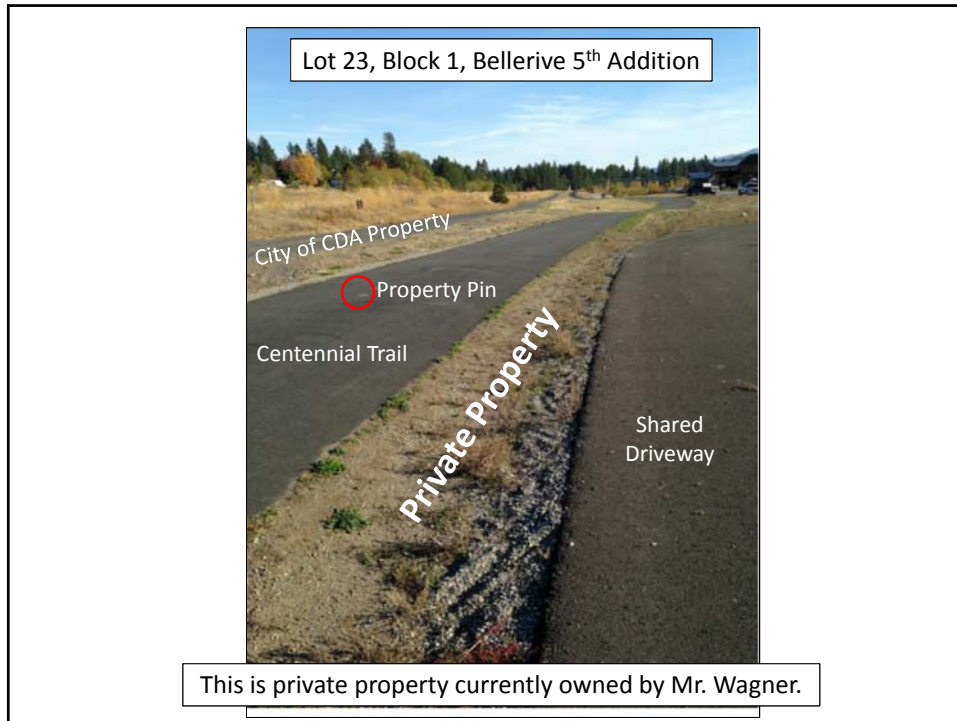 Lot 23, Block 1, Bellerive 5th Addition
City of CDA Property
Property Pin
Centennial Trail
Private Property
Shared
Driveway
This is private property currently owned by Mr. Wagner.